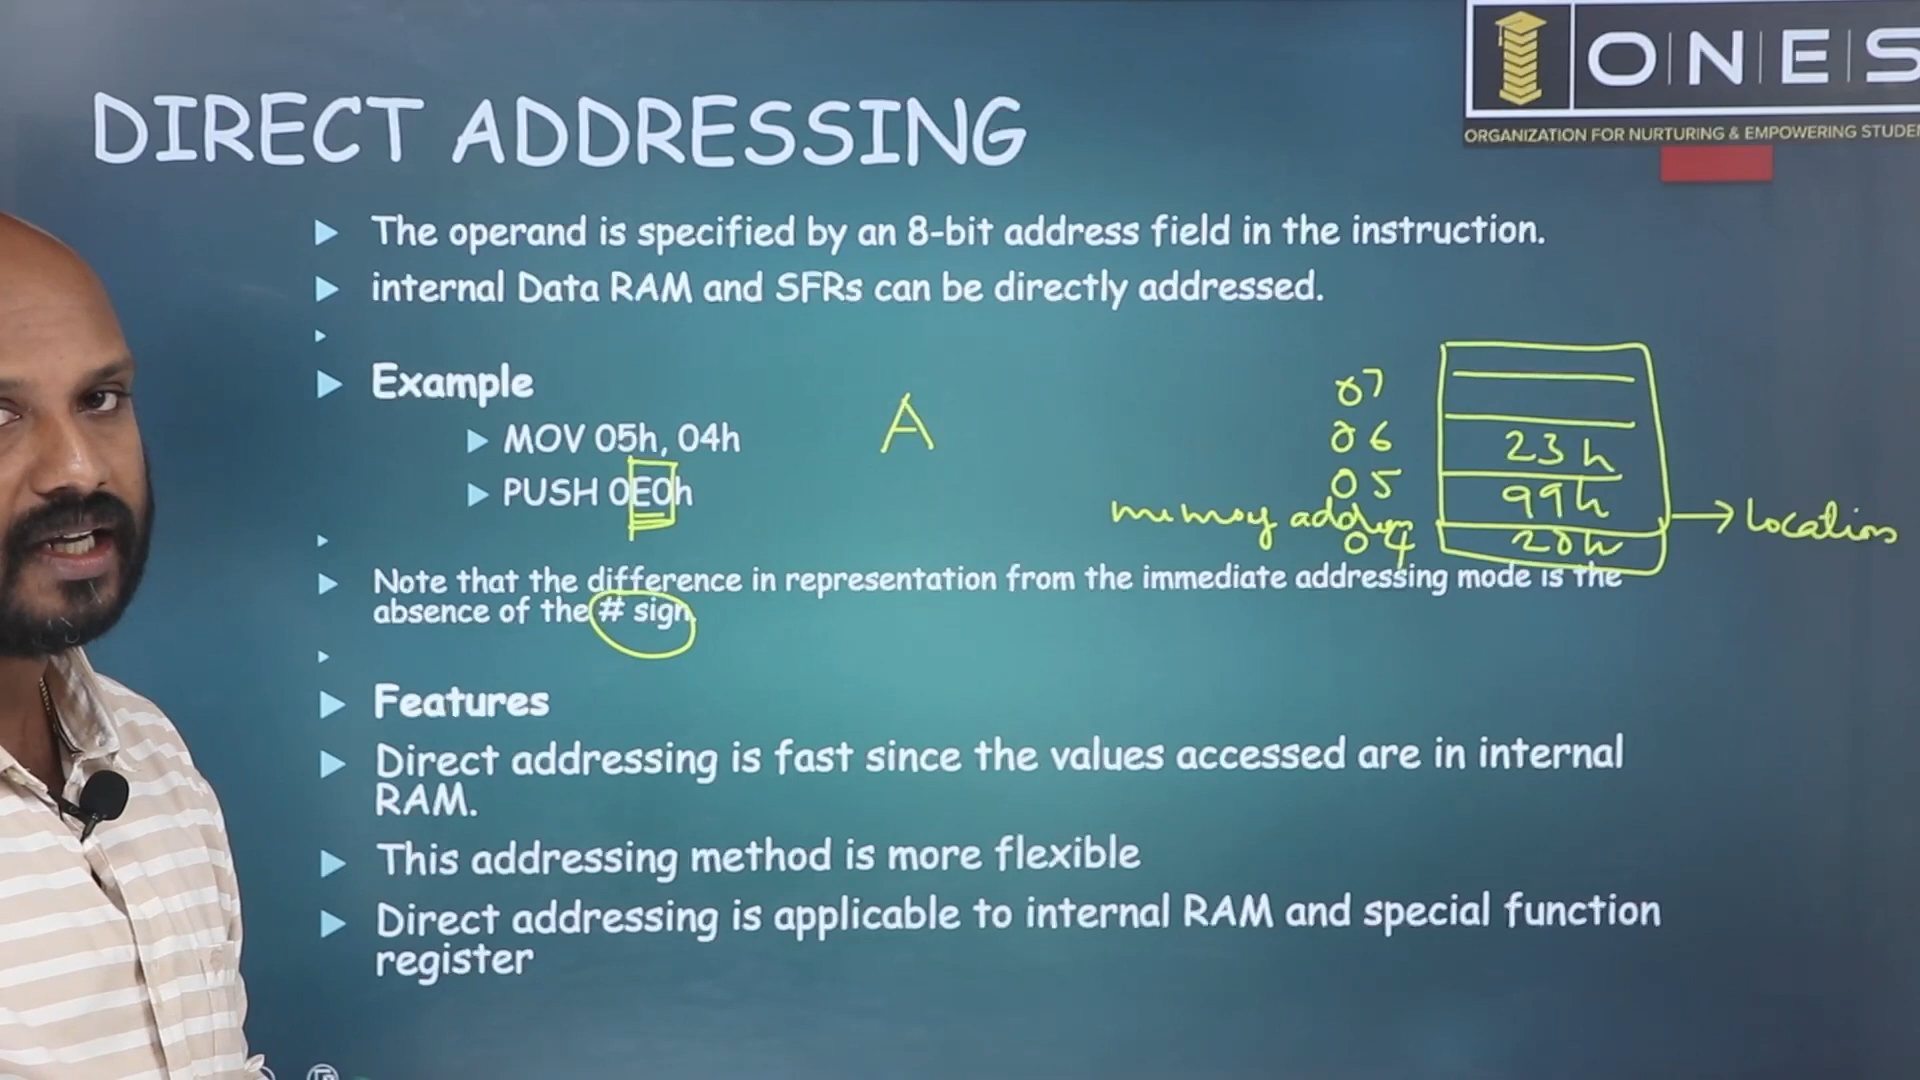 ONES
ORGANIZATION FOR NURTURING & EMPOWERING STUDEN
DIRECT ADDRESSING
The operand is specified by an 8-bit address field in the instruction.
internal Data RAM and SFRs can be directly addressed.
Example
MOV 05h, 04h
PUSH 0E0h
A
07
06
23h
05
99h
memory address
04
20h
Location
Note that the difference in representation from the immediate addressing mode is the
absence of the # sign.
Features
Direct addressing is fast since the values accessed are in internal
RAM.
This addressing method is more flexible
Direct addressing is applicable to internal RAM and special function
register